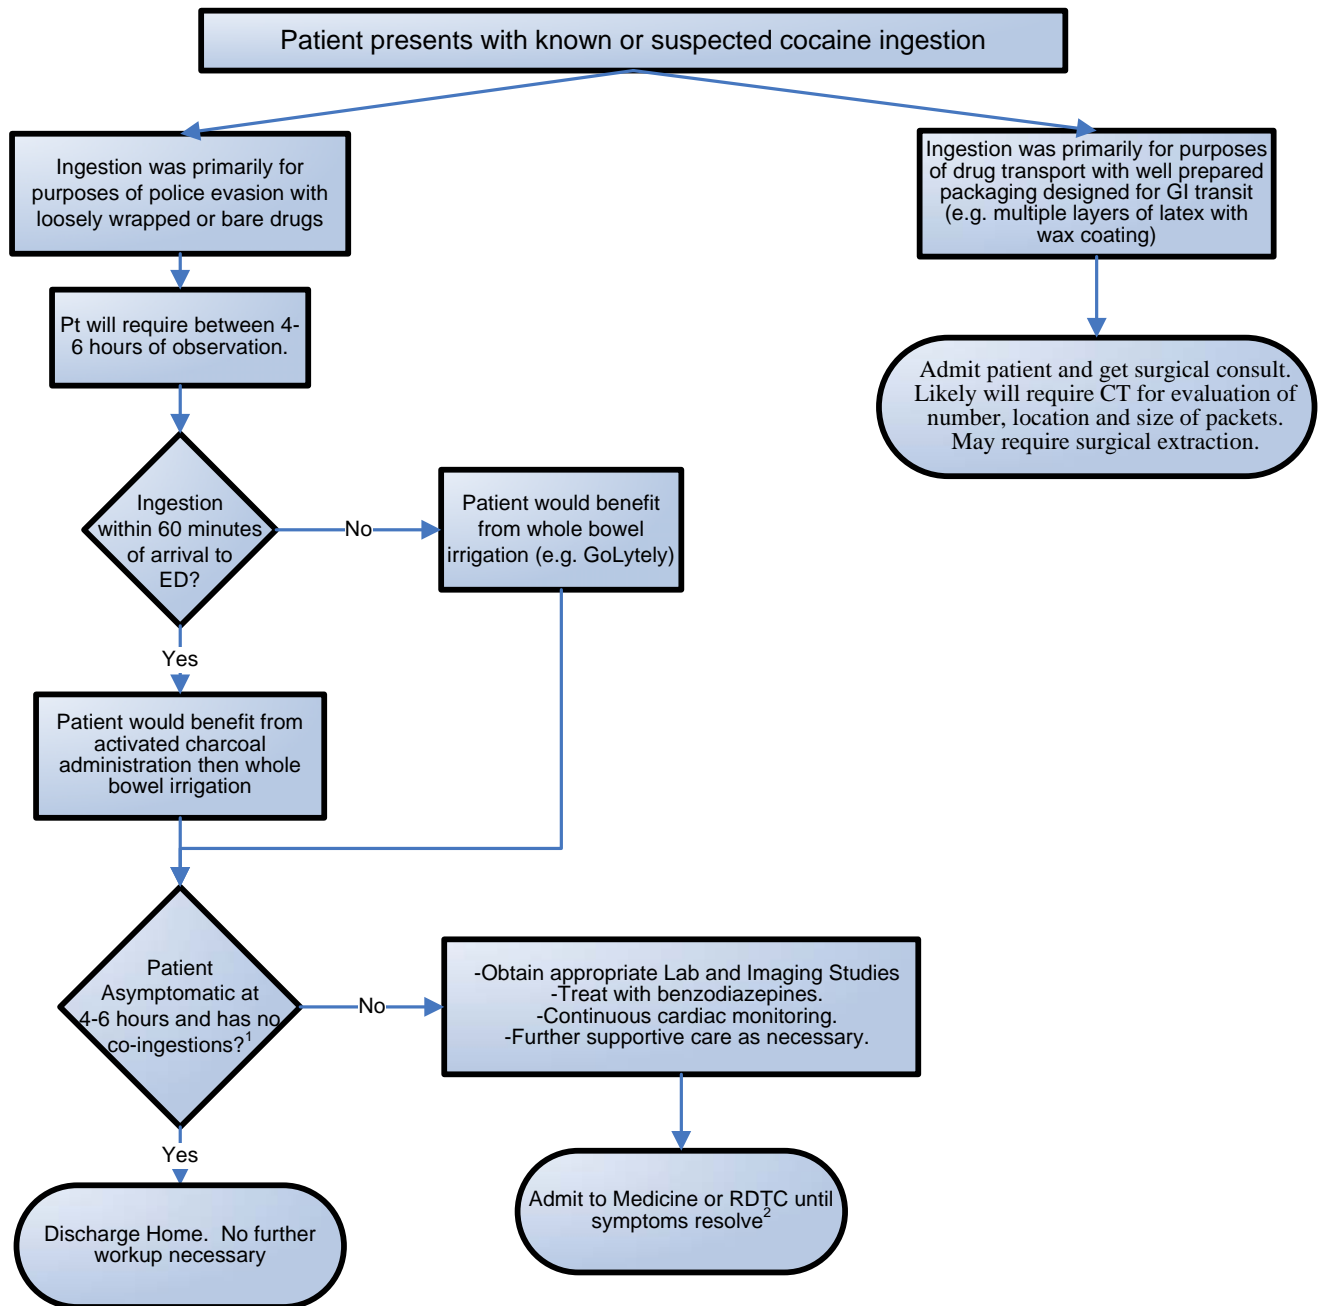 Patient presents with known or suspected cocaine ingestion
Ingestion was primarily for
purposes of police evasion with
loosely wrapped or bare drugs
Ingestion was primarily for purposes
of drug transport with well prepared
packaging designed for GI transit
(e.g. multiple layers of latex with
wax coating)
Pt will require between 4-
6 hours of observation.
Admit patient and get surgical consult.
Likely will require CT for evaluation of
number, location and size of packets.
May require surgical extraction.
Ingestion
within 60 minutes
of arrival to
ED?
No
Patient would benefit
from whole bowel
irrigation (e.g. GoLytely)
Yes
Patient would benefit from
activated charcoal
administration then whole
bowel irrigation
Patient
Asymptomatic at
4-6 hours and has no
co-ingestions?1
No
-Obtain appropriate Lab and Imaging Studies
-Treat with benzodiazepines.
-Continuous cardiac monitoring.
-Further supportive care as necessary.
Yes
Admit to Medicine or RDTC until
symptoms resolve2
Discharge Home.  No further
workup necessary